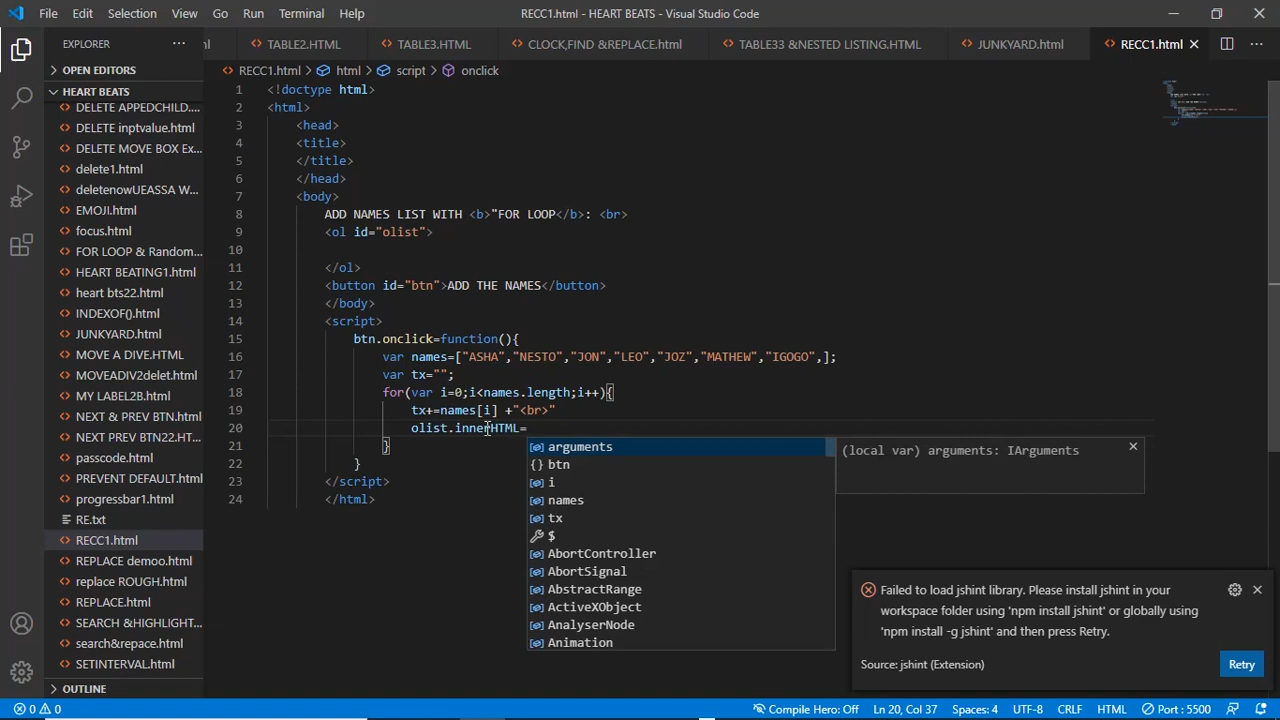 File Edit Selection View Go Run Terminal Help RECC1.html - HEART BEATS - Visual Studio Code
EXPLORER
TABLE2.HTML TABLE3.HTML CLOCK,FIND &REPLACE.html TABLE33 &NESTED LISTING.HTML JUNKYARD.html RECC1.html
OPEN EDITORS
HEART BEATS
DELETE APPEDCHILD....
DELETE inptvalue.html
DELETE MOVE BOX Ex...
delete1.html
deletenowUEASSA W...
EMOJI.html
focus.html
FOR LOOP & Random...
HEART BEATING1.html
heart bts22.html
INDEXOF().html
JUNKYARD.html
MOVE A DIVE.HTML
MOVEADIV2delet.html
MY LABEL2B.html
NEXT & PREV BTN.HTML
NEXT PREV BTN22.HT...
passcode.html
PREVENT DEFAULT.html
progressbar1.html
RE.txt
RECC1.html
REPLACE demoo.html
replace ROUGH.html
REPLACE.html
SEARCH &HIGHLIGHT...
search&repace.html
SETINTERVAL.html
OUTLINE
RECC1.html > html > script > onclick
1 <!doctype html>
2 <html>
3 <head>
4 <title>
5 </title>
6 </head>
7 <body>
8 ADD NAMES LIST WITH <b>"FOR LOOP</b>: <br>
9 <ol id="olist">
10
11 </ol>
12 <button id="btn">ADD THE NAMES</button>
13 </body>
14 <script>
15 btn.onclick=function(){
16 var names=["ASHA","NESTO","JON","LEO","JOZ","MATHEW","IGOGO",];
17 var tx="";
18 for(var i=0;i<names.length;i++){
19 tx+=names[i] +"<br>"
20 olist.innerHTML=
21 }
22 }
23 </script>
24 </html>
arguments
btn
i
names
tx
$
AbortController
AbortSignal
AbstractRange
ActiveXObject
AnalyserNode
Animation
(local var) arguments: IArguments
Failed to load jshint library. Please install jshint in your
workspace folder using 'npm install jshint' or globally using
'npm install -g jshint' and then press Retry.
Source: jshint (Extension) Retry
0 0 Compile Hero: Off Ln 20, Col 37 Spaces: 4 UTF-8 CRLF HTML Port : 5500